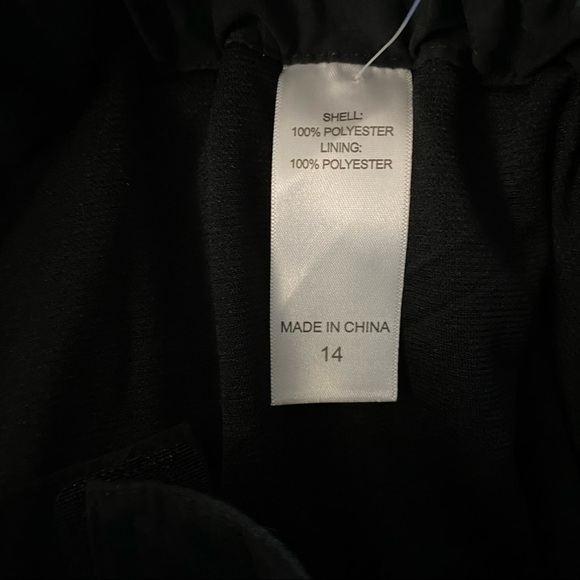 SHELL:
100% POLYESTER
LINING:
100% POLYESTER
MADE IN CHINA
14